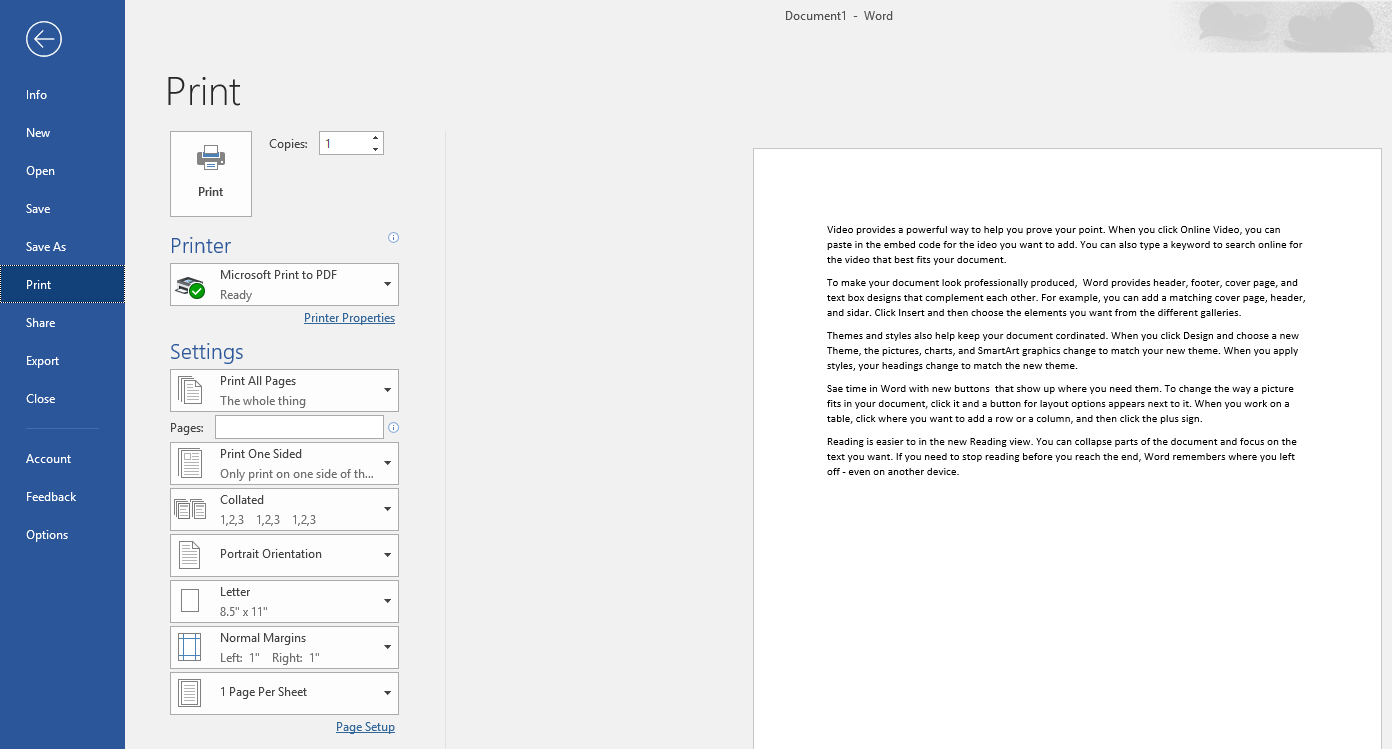 Document1 - Word
Info
New
Open
Save
Save As
Print
Share
Export
Close
Account
Feedback
Options
Print
Print
Copies: 1
Printer
Microsoft Print to PDF
Ready
Printer Properties
Settings
Print All Pages
The whole thing
Pages:
Print One Sided
Only print on one side of th...
Collated
1,2,3 1,2,3 1,2,3
Portrait Orientation
Letter
8.5" x 11"
Normal Margins
Left: 1" Right: 1"
1 Page Per Sheet
Page Setup
Video provides a powerful way to help you prove your point. When you click Online Video, you can
paste in the embed code for the ideo you want to add. You can also type a keyword to search online for
the video that best fits your document.
To make your document look professionally produced, Word provides header, footer, cover page, and
text box designs that complement each other. For example, you can add a matching cover page, header,
and sidar. Click Insert and then choose the elements you want from the different galleries.
Themes and styles also help keep your document cordinated. When you click Design and choose a new
Theme, the pictures, charts, and SmartArt graphics change to match your new theme. When you apply
styles, your headings change to match the new theme.
Sae time in Word with new buttons that show up where you need them. To change the way a picture
fits in your document, click it and a button for layout options appears next to it. When you work on a
table, click where you want to add a row or a column, and then click the plus sign.
Reading is easier to in the new Reading view. You can collapse parts of the document and focus on the
text you want. If you need to stop reading before you reach the end, Word remembers where you left
off - even on another device.